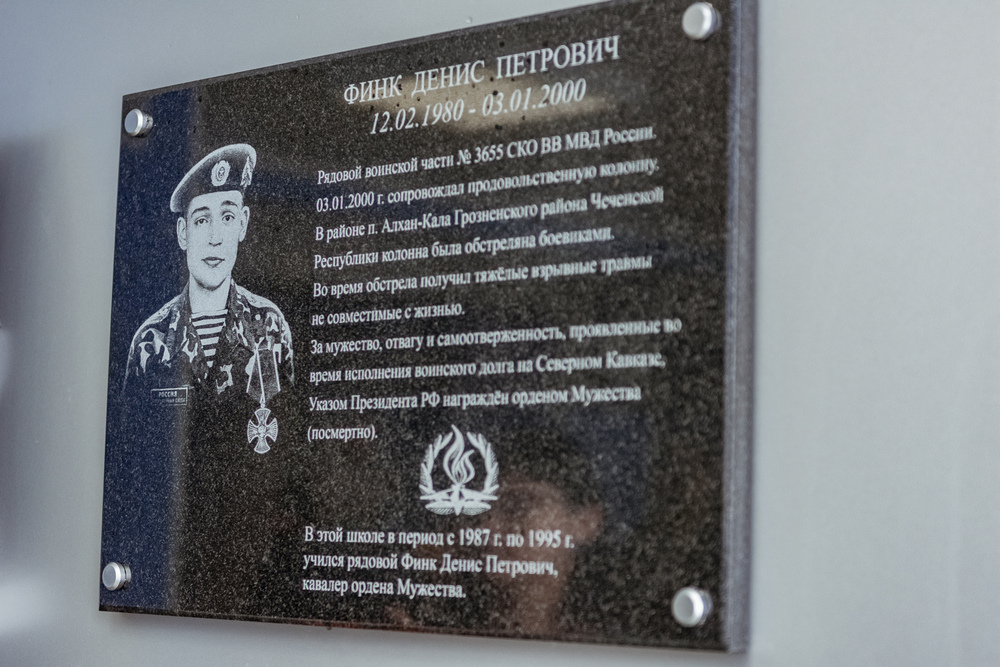 ФИНК ДЕНИС ПЕТРОВИЧ
12.02.1980 - 03.01.2000
Рядовой воинской части № 3655 СКО ВВ МВД России.
03.01.2000 г. сопровождал продовольственную колонну.
В районе п. Алхан-Кала Грозненского района Чеченской
Республики колонна была обстреляна боевиками.
Во время обстрела получил тяжёлые взрывные травмы
не совместимые с жизнью.
За мужество, отвагу и самоотверженность, проявленные во
время исполнения воинского долга на Северном Кавказе,
Указом Президента РФ награждён орденом Мужества
(посмертно).
РОССИЯ
В этой школе в период с 1987 г. по 1995 г.
учился рядовой Финк Денис Петрович,
кавалер ордена Мужества.